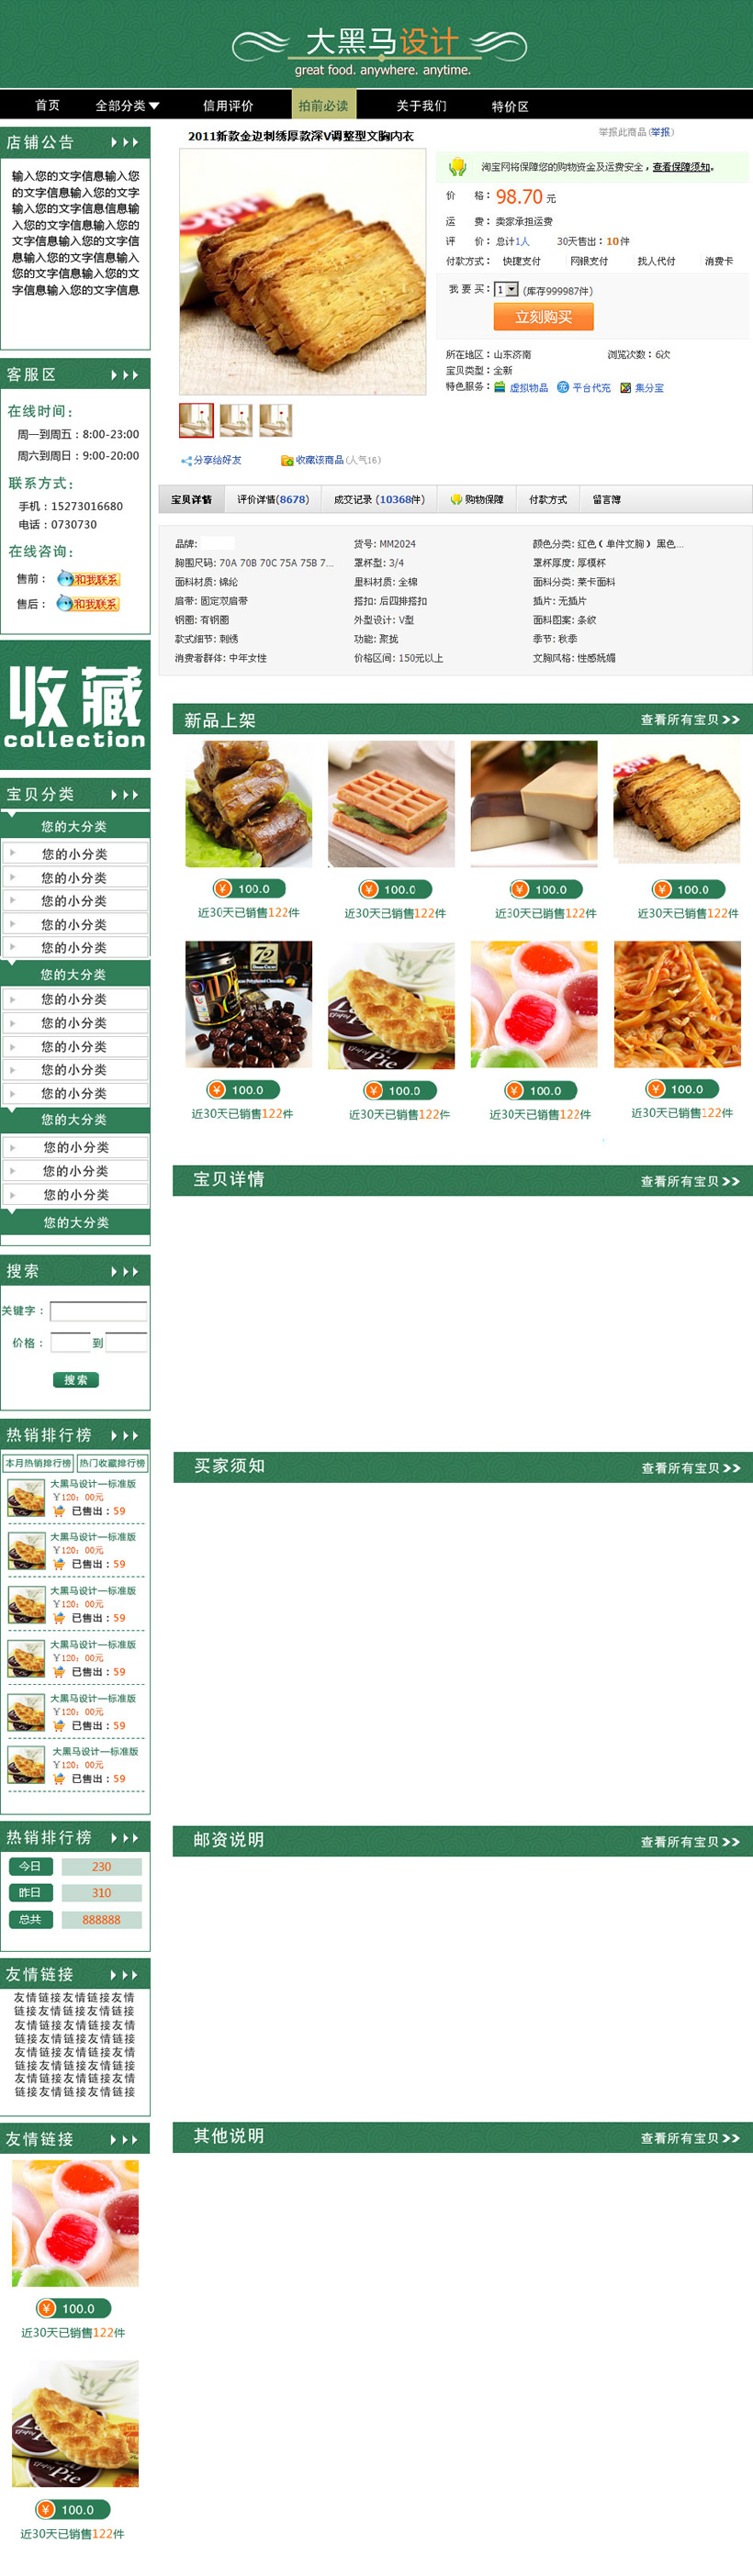 大黑马设计
great food. anywhere. anytime.
首页 全部分类 信用评价 拍前必读 关于我们 特价区
店铺公告
输入您的文字信息输入您
的文字信息输入您的文字
输入您的文字信息信息输
入您的文字信息输入您的
文字信息输入您的文字信
息输入您的文字信息输入
您的文字信息输入您的文
字信息输入您的文字信息
客服区
在线时间:
周一到周五：8:00-23:00
周六到周日：9:00-20:00
联系方式:
手机：15273016680
电话：0730730
在线咨询:
售前： 和我联系
售后： 和我联系
收藏
collection
宝贝分类
您的大分类
您的小分类
您的小分类
您的小分类
您的小分类
您的小分类
您的大分类
您的小分类
您的小分类
您的小分类
您的小分类
您的小分类
您的大分类
您的小分类
您的小分类
您的小分类
您的大分类
搜索
关键字：
价格： 到
搜索
热销排行榜
本月热销排行榜 热门收藏排行榜
大黑马设计—标准版
￥120：00元
已售出：59
大黑马设计—标准版
￥120：00元
已售出：59
大黑马设计—标准版
￥120：00元
已售出：59
大黑马设计—标准版
￥120：00元
已售出：59
大黑马设计—标准版
￥120：00元
已售出：59
大黑马设计—标准版
￥120：00元
已售出：59
热销排行榜
今日 230
昨日 310
总共 888888
友情链接
友情链接友情链接友情
链接友情链接友情链接
友情链接友情链接友情
链接友情链接友情链接
友情链接友情链接友情
链接友情链接友情链接
友情链接友情链接友情
链接友情链接友情链接
友情链接
¥ 100.0
近30天已销售122件
¥ 100.0
近30天已销售122件
2011新款金边刺绣厚款深V调整型文胸内衣
举报此商品(举报)
淘宝网将保障您的购物资金及运费安全，查看保障须知。
价 格：98.70 元
运 费：卖家承担运费
评 价：总计1人 30天售出：10 件
付款方式： 快捷支付 网银支付 找人代付 消费卡
我 要 买：1 (库存999987件)
立刻购买
所在地区：山东济南 浏览次数：6次
宝贝类型：全新
特色服务： 虚拟物品 平台代充 集分宝
分享给好友 收藏该商品(人气16)
宝贝详情 评价详情(8678) 成交记录 (10368件) 购物保障 付款方式 留言簿
品牌: 货号: MM2024 颜色分类: 红色 ( 单件文胸 ) 黑色...
胸围尺码: 70A 70B 70C 75A 75B 7... 罩杯型: 3/4 罩杯厚度: 厚模杯
面料材质: 锦纶 里料材质: 全棉 面料分类: 莱卡面料
肩带: 固定双肩带 搭扣: 后四排搭扣 插片: 无插片
钢圈: 有钢圈 外型设计: V型 面料图案: 条纹
款式细节: 刺绣 功能: 聚拢 季节: 秋季
消费者群体: 中年女性 价格区间: 150元以上 文胸风格: 性感妩媚
新品上架 查看所有宝贝
¥ 100.0 ¥ 100.0 ¥ 100.0 ¥ 100.0
近30天已销售122件 近30天已销售122件 近30天已销售122件 近30天已销售122件
72
¥ 100.0 ¥ 100.0 ¥ 100.0 ¥ 100.0
近30天已销售122件 近30天已销售122件 近30天已销售122件 近30天已销售122件
宝贝详情 查看所有宝贝
买家须知 查看所有宝贝
邮资说明 查看所有宝贝
其他说明 查看所有宝贝